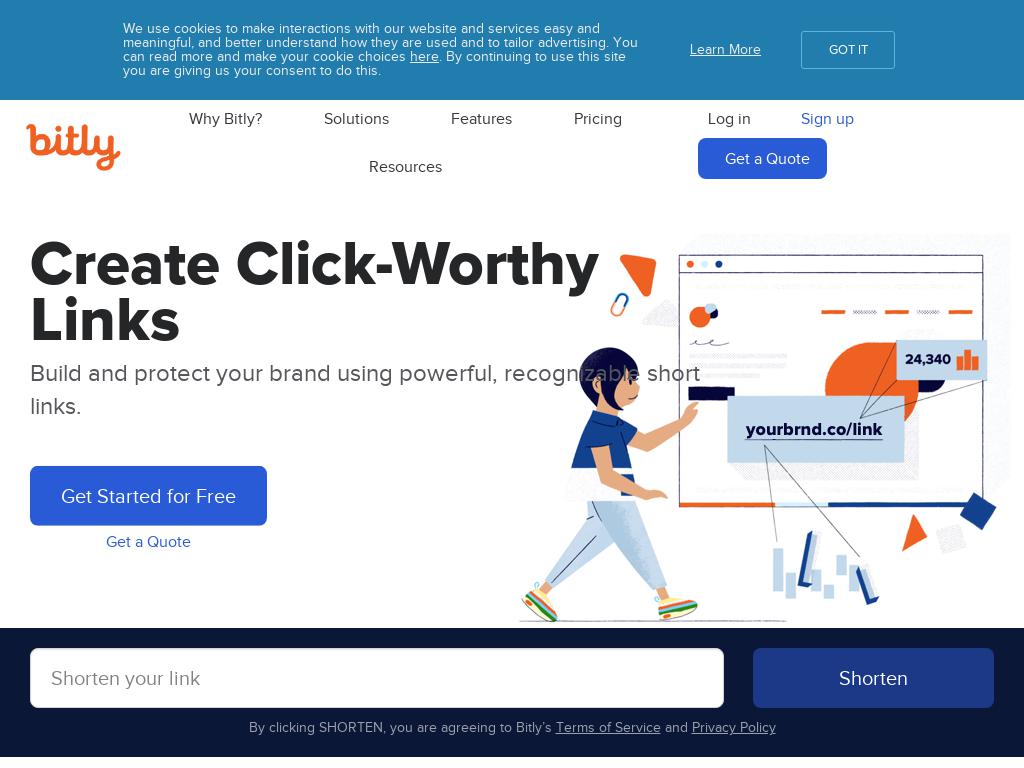 We use cookies to make interactions with our website and services easy and
meaningful, and better understand how they are used and to tailor advertising. You
can read more and make your cookie choices here. By continuing to use this site
you are giving us your consent to do this.
Learn More
GOT IT
bitly
Why Bitly?
Solutions
Features
Pricing
Resources
Log in
Sign up
Get a Quote
Create Click-Worthy
Links
Build and protect your brand using powerful, recognizable short
links.
Get Started for Free
Get a Quote
24,340
yourbrnd.co/link
Shorten your link
Shorten
By clicking SHORTEN, you are agreeing to Bitly’s Terms of Service and Privacy Policy